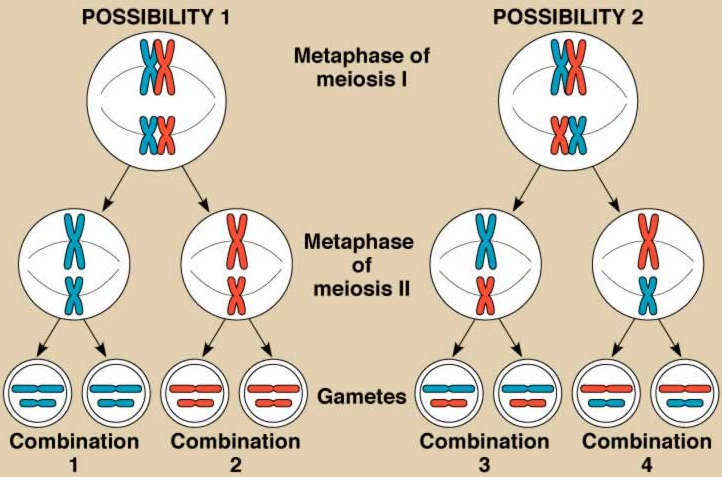 POSSIBILITY 1
POSSIBILITY 2
Metaphase of
meiosis I
Metaphase
of
meiosis II
Gametes
Combination
1
Combination
2
Combination
3
Combination
4